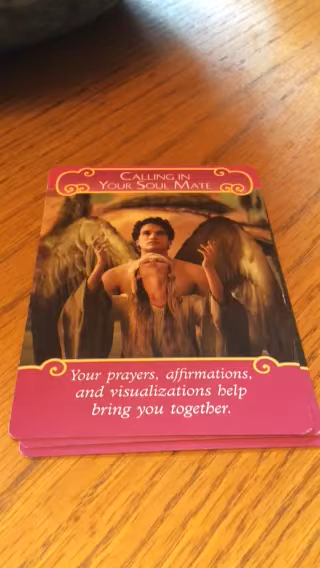 CALLING IN
YOUR SOUL MATE
Your prayers, affirmations,
and visualizations help
bring you together.